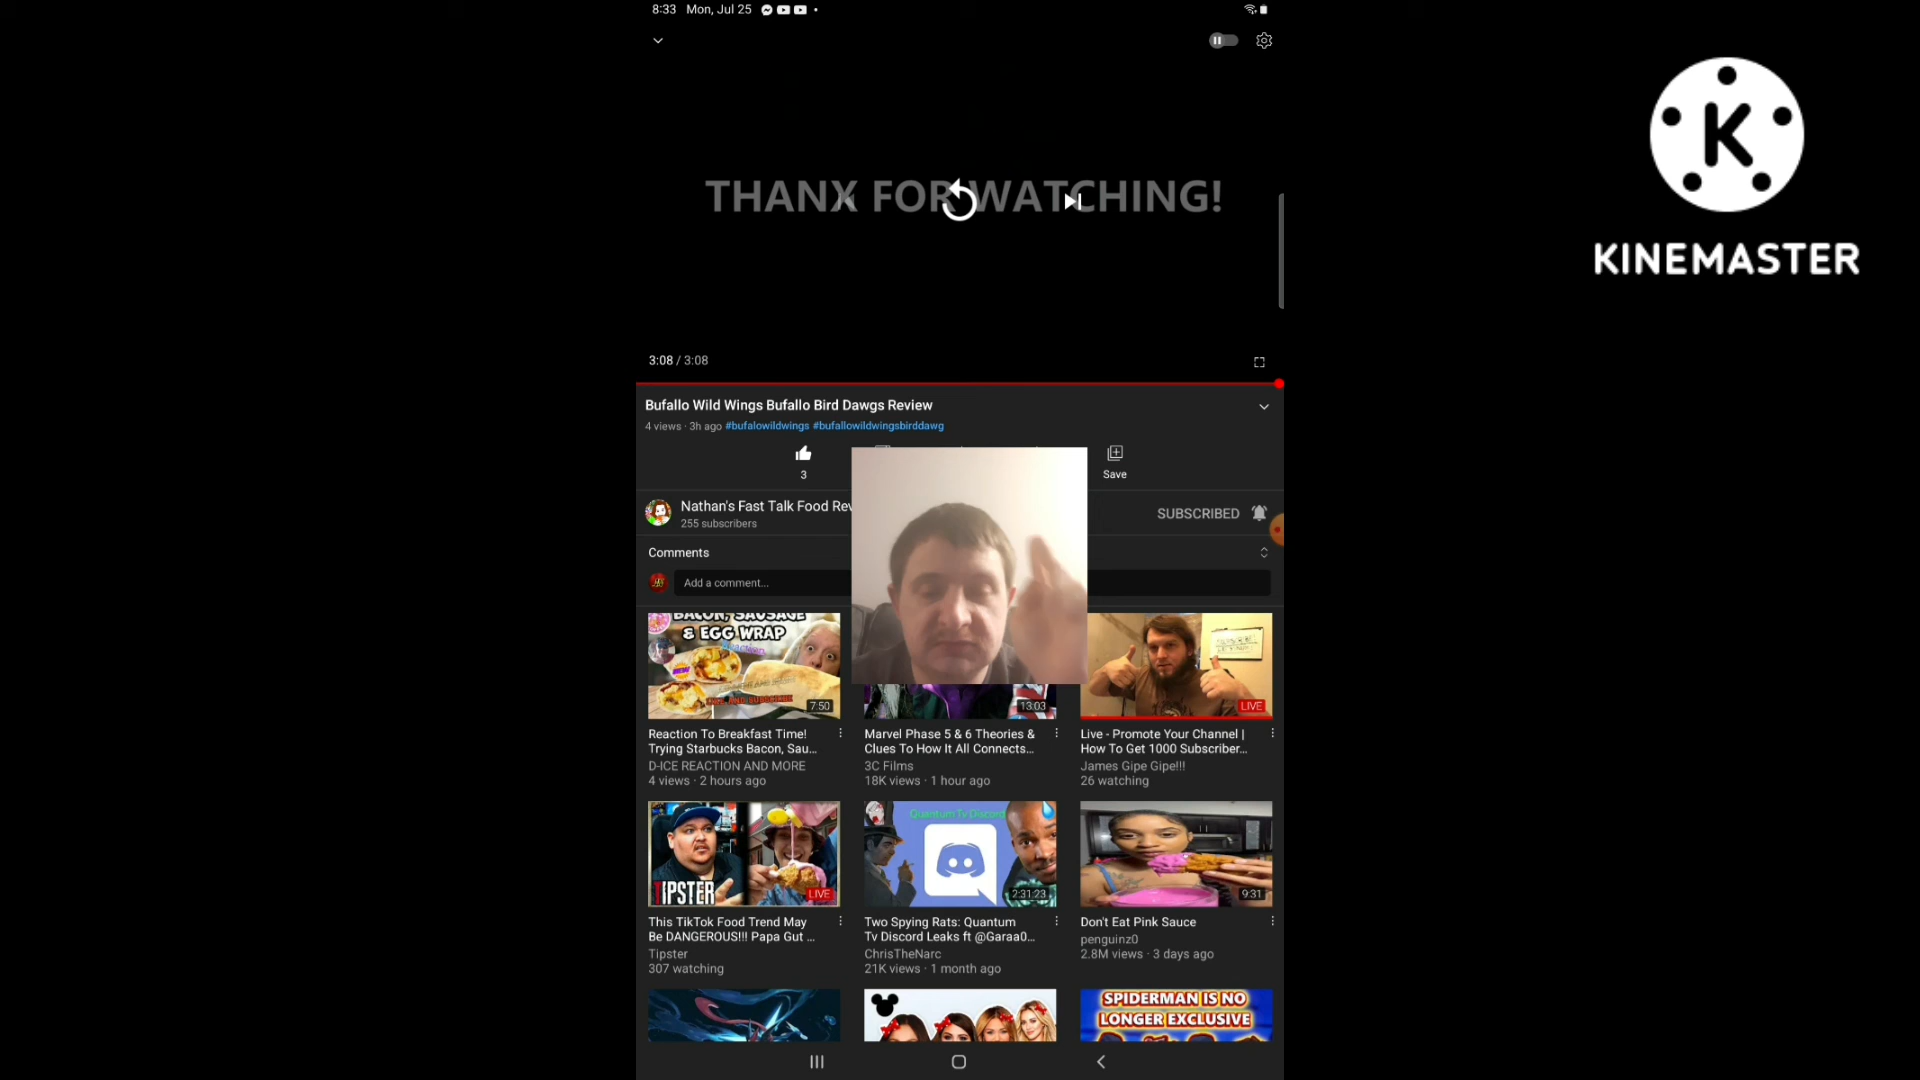 8:33 Mon, Jul 25
THANX FOR WATCHING!
K
KINEMASTER
3:08 / 3:08
Bufallo Wild Wings Bufallo Bird Dawgs Review
4 views · 3h ago #bufalowildwings #bufallowildwingsbirddawg
3
Save
Nathan's Fast Talk Food Rev
255 subscribers
SUBSCRIBED
Comments
Add a comment...
BACON, SAUSAGE
& EGG WRAP
7:50
13:03
LIVE
Reaction To Breakfast Time!
Trying Starbucks Bacon, Sau...
D-ICE REACTION AND MORE
4 views · 2 hours ago
Marvel Phase 5 & 6 Theories &
Clues To How It All Connects...
3C Films
18K views · 1 hour ago
Live - Promote Your Channel |
How To Get 1000 Subscriber...
James Gipe Gipe!!!
26 watching
TIPSTER
LIVE
Quantum Tv Discord
2:31:23
9:31
This TikTok Food Trend May
Be DANGEROUS!!! Papa Gut ...
Tipster
307 watching
Two Spying Rats: Quantum
Tv Discord Leaks ft @Garaa0...
ChrisTheNarc
21K views · 1 month ago
Don't Eat Pink Sauce
penguinz0
2.8M views · 3 days ago
SPIDERMAN IS NO
LONGER EXCLUSIVE